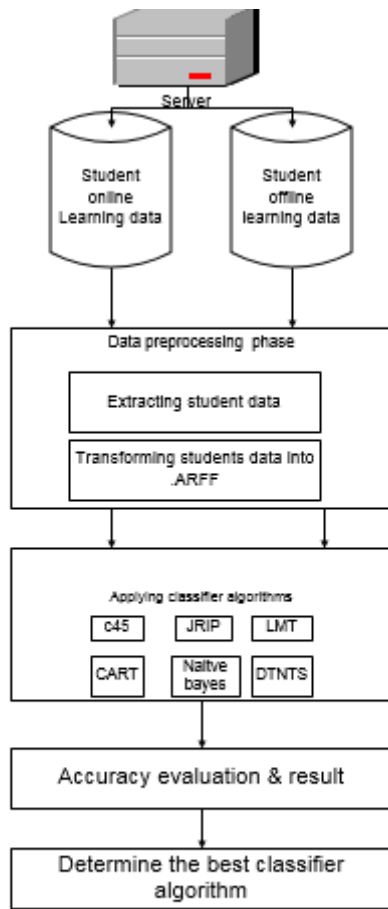 Server
Student
online
Learning data
Student
offline
learning data
Data preprocessing phase
Extracting student data
Transforming students data into
.ARFF
Applying classifier algorithms
c45
JRIP
LMT
CART
Naitve
bayes
DTNTS
Accuracy evaluation & result
Determine the best classifier
algorithm